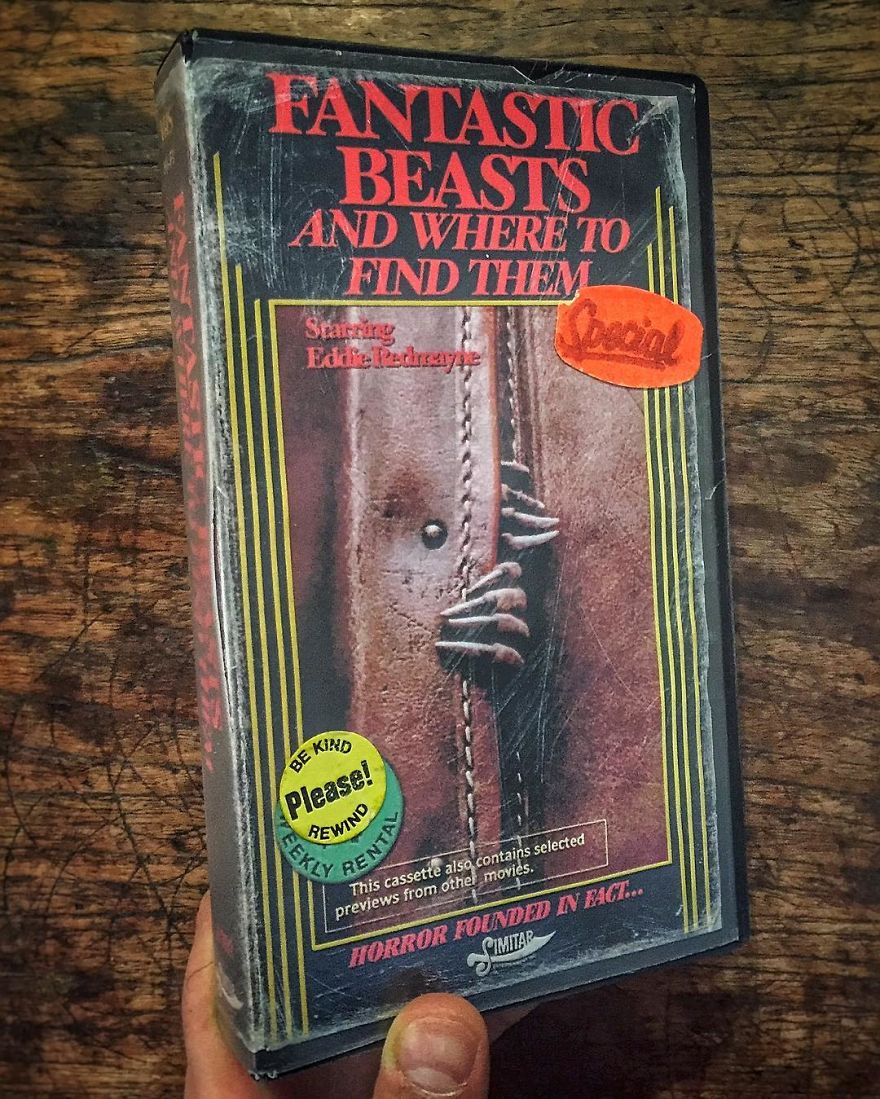 FANTASTIC
BEASTS
AND WHERE TO
FIND THEM
Starring
Eddie Redmayne
Special
BE KIND
Please!
REWIND
WEEKLY RENTAL
This cassette also contains selected
previews from other movies.
HORROR FOUNDED IN FACT...
SIMITAR